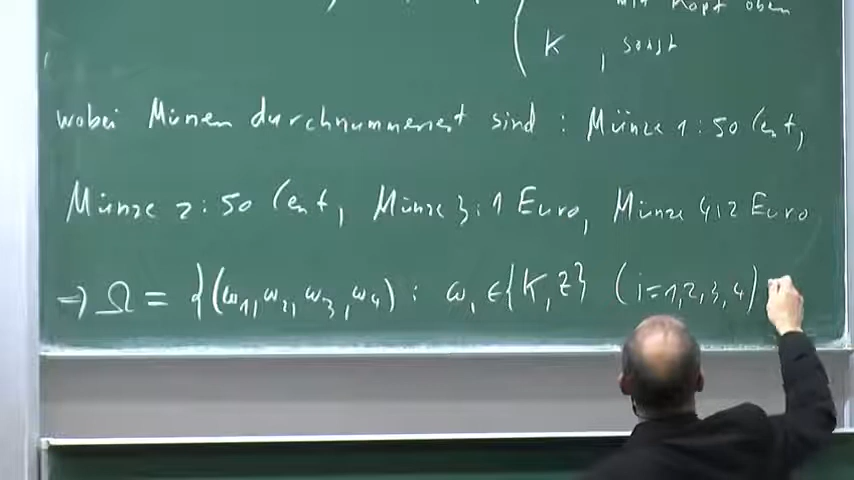 mit Kopf oben
K , sonst
wobei Münzen durchnummeriert sind : Münze 1 : 50 Cent,
Münze 2 : 50 Cent, Münze 3 : 1 Euro, Münze 4 : 2 Euro
⇒ Ω = {(ω₁, ω₂, ω₃, ω₄) : ωᵢ ∈ {K, Z} (i=1,2,3,4)